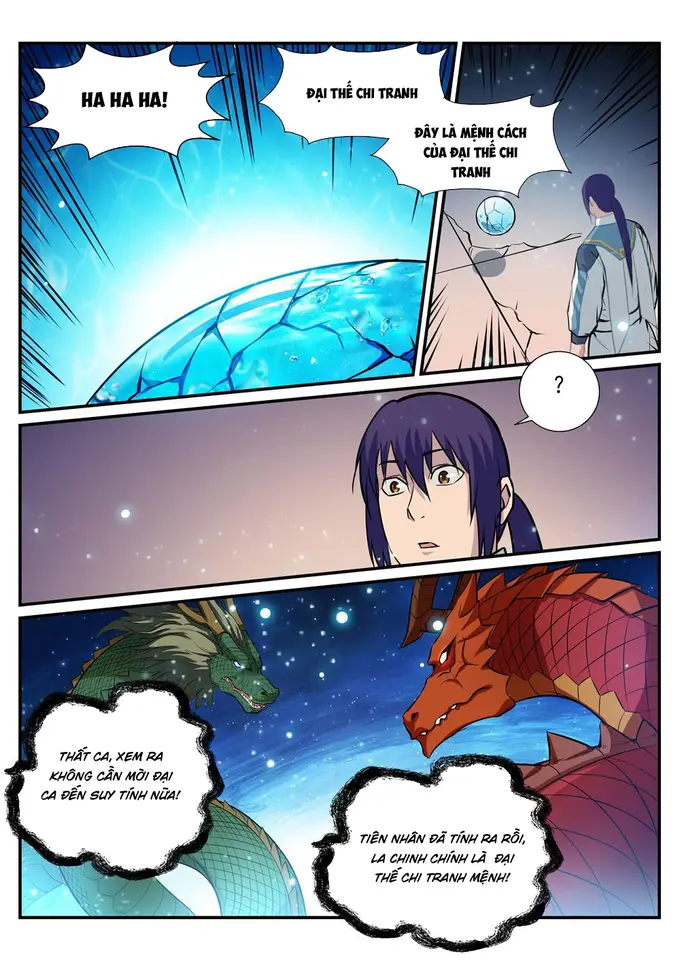 HA HA HA!
ĐẠI THẾ CHI TRANH
ĐÂY LÀ MỆNH CÁCH
CỦA ĐẠI THẾ CHI
TRANH
?
THẤT CA, XEM RA
KHÔNG CẦN MỜI ĐẠI
CA ĐẾN SUY TÍNH NỮA!
TIÊN NHÂN ĐÃ TÍNH RA RỒI,
LA CHINH CHÍNH LÀ ĐẠI
THẾ CHI TRANH MỆNH!